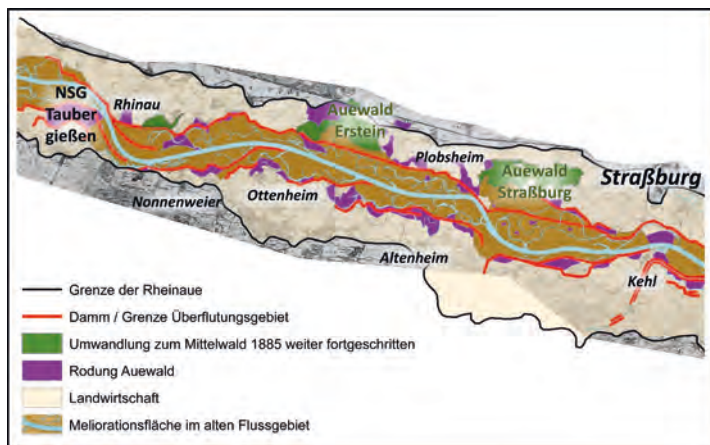 NSG
Tauber
gießen
Rhinau
Auewald
Erstein
Plobsheim
Auewald
Straßburg
Straßburg
Nonnenweier
Ottenheim
Altenheim
Kehl
Grenze der Rheinaue
Damm / Grenze Überflutungsgebiet
Umwandlung zum Mittelwald 1885 weiter fortgeschritten
Rodung Auewald
Landwirtschaft
Meliorationsfläche im alten Flussgebiet